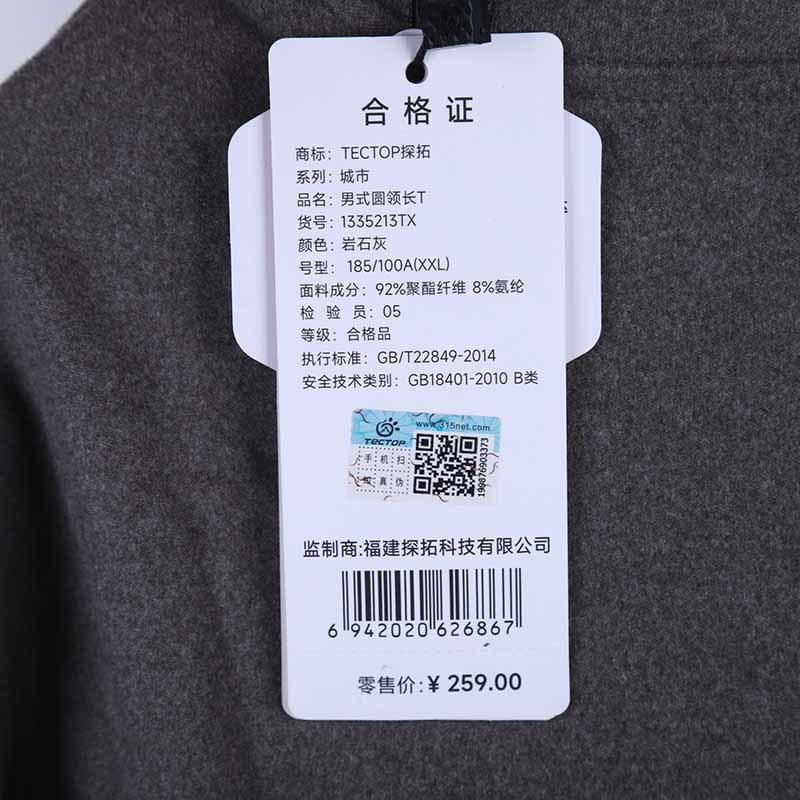 合格证
商标：TECTOP探拓
系列：城市
品名：男式圆领长T
货号：1335213TX
颜色：岩石灰
号型：185/100A(XXL)
面料成分：92%聚酯纤维 8%氨纶
检 验 员：05
等级：合格品
执行标准：GB/T22849-2014
安全技术类别：GB18401-2010 B类
www.315net.com
TECTOP
手机扫
知真伪
199876903373
监制商:福建探拓科技有限公司
6 942020 626867
零售价:¥ 259.00